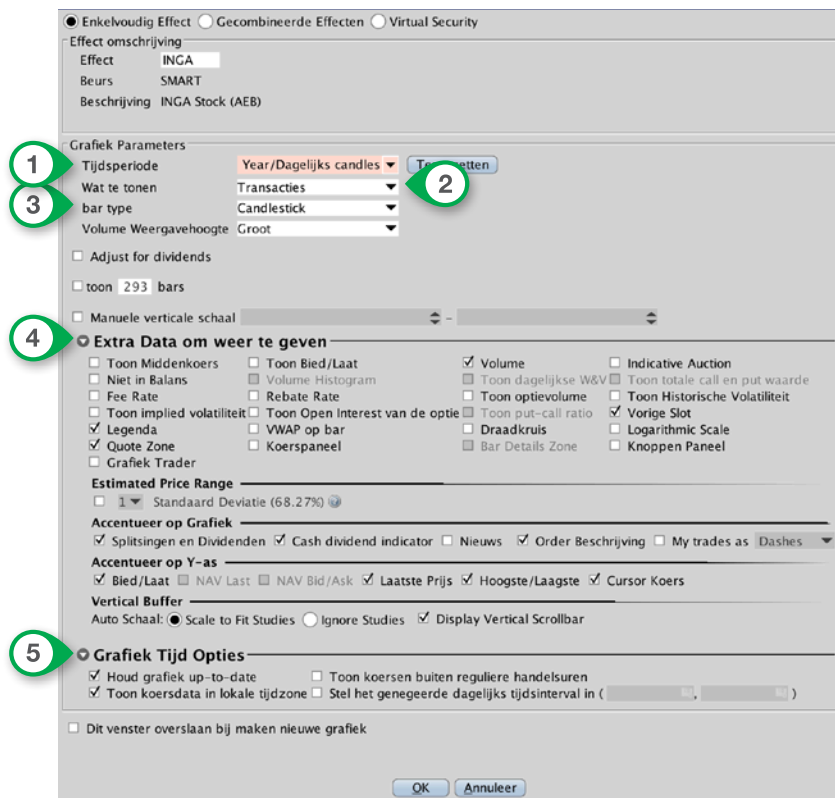 Enkelvoudig Effect Gecombineerde Effecten Virtual Security
Effect omschrijving
Effect INGA
Beurs SMART
Beschrijving INGA Stock (AEB)
Grafiek Parameters
1 Tijdsperiode Year/Dagelijks candles
Wat te tonen Transacties 2
3 bar type Candlestick
Volume Weergavehoogte Groot
Adjust for dividends
toon 293 bars
Manuele verticale schaal -
4 Extra Data om weer te geven
Toon Middenkoers Toon Bied/Laat Volume Indicative Auction
Niet in Balans Volume Histogram Toon dagelijkse W&V Toon totale call en put waarde
Fee Rate Rebate Rate Toon optievolume Toon Historische Volatiliteit
Toon implied volatiliteit Toon Open Interest van de optie Toon put-call ratio Vorige Slot
Legenda VWAP op bar Draadkruis Logarithmic Scale
Quote Zone Koerspaneel Bar Details Zone Knoppen Paneel
Grafiek Trader
Estimated Price Range
1 Standaard Deviatie (68.27%)
Accentueer op Grafiek
Splitsingen en Dividenden Cash dividend indicator Nieuws Order Beschrijving My trades as Dashes
Accentueer op Y-as
Bied/Laat NAV Last NAV Bid/Ask Laatste Prijs Hoogste/Laagste Cursor Koers
Vertical Buffer
Auto Schaal: Scale to Fit Studies Ignore Studies Display Vertical Scrollbar
5 Grafiek Tijd Opties
Houd grafiek up-to-date Toon koersen buiten reguliere handelsuren
Toon koersdata in lokale tijdzone Stel het genegeerde dagelijks tijdsinterval in ( , )
Dit venster overslaan bij maken nieuwe grafiek
OK Annuleer